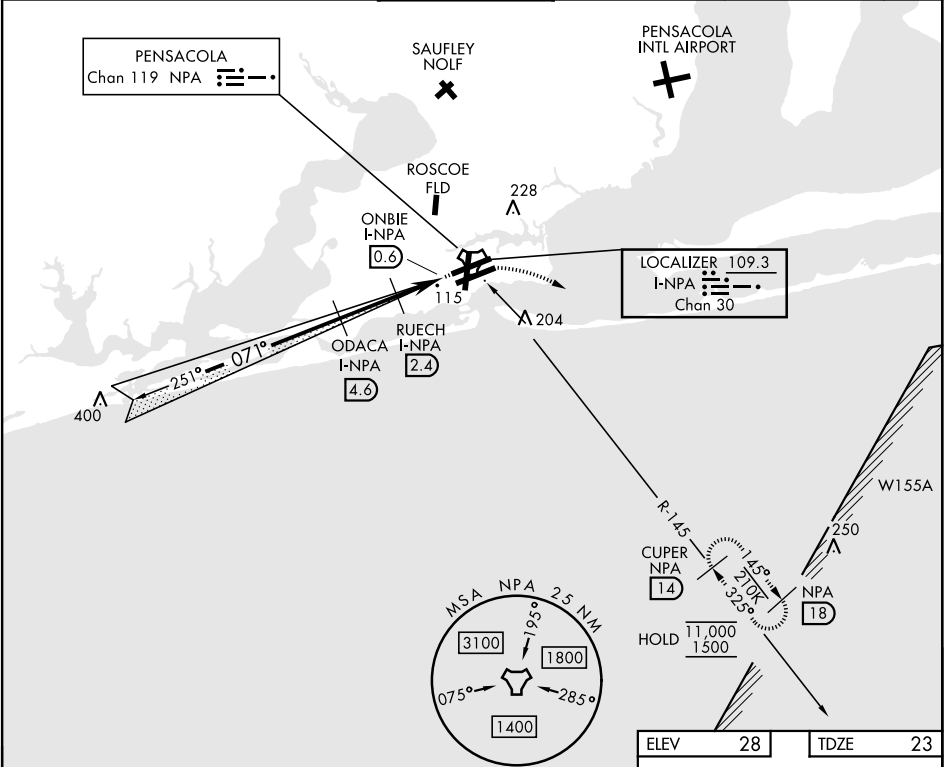 PENSACOLA
Chan 119 NPA
SAUFLEY
NOLF
PENSACOLA
INTL AIRPORT
ROSCOE
FLD
228
ONBIE
I-NPA
0.6
LOCALIZER 109.3
I-NPA
Chan 30
115
204
RUECH
I-NPA
2.4
ODACA
I-NPA
4.6
071°
251°
400
W155A
R-145
250
CUPER
NPA
14
145°
210K
325°
NPA
18
HOLD 11,000
1500
MSA NPA 25 NM
195°
3100
1800
075°
285°
1400
ELEV 28
TDZE 23